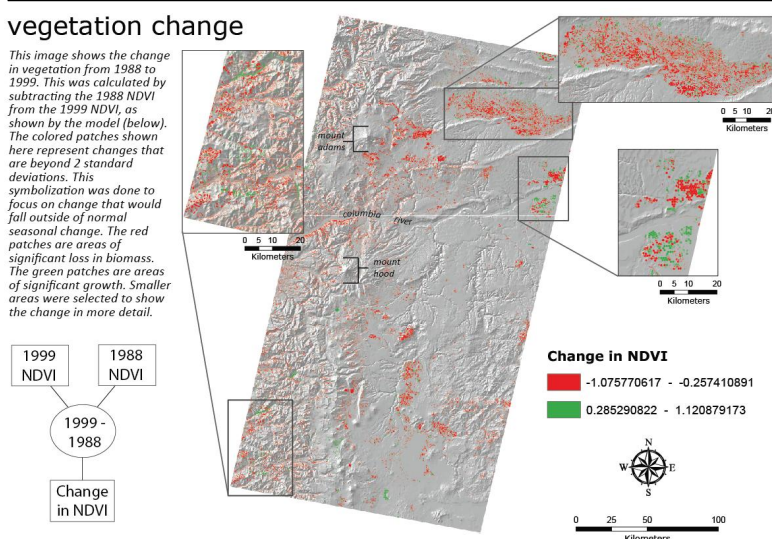 vegetation change
This image shows the change
in vegetation from 1988 to
1999. This was calculated by
subtracting the 1988 NDVI
from the 1999 NDVI, as
shown by the model (below).
The colored patches shown
here represent changes that
are beyond 2 standard
deviations. This
symbolization was done to
focus on change that would
fall outside of normal
seasonal change. The red
patches are areas of
significant loss in biomass.
The green patches are areas
of significant growth. Smaller
areas were selected to show
the change in more detail.
1999
NDVI
1988
NDVI
1999 -
1988
Change
in NDVI
0 5 10 20
Kilometers
mount
adams
columbia
river
mount
hood
0 5 10 20
Kilometers
0 5 10 20
Kilometers
Change in NDVI
-1.075770617 - -0.257410891
0.285290822 - 1.120879173
N
W E
S
0 25 50 100
Kilometers